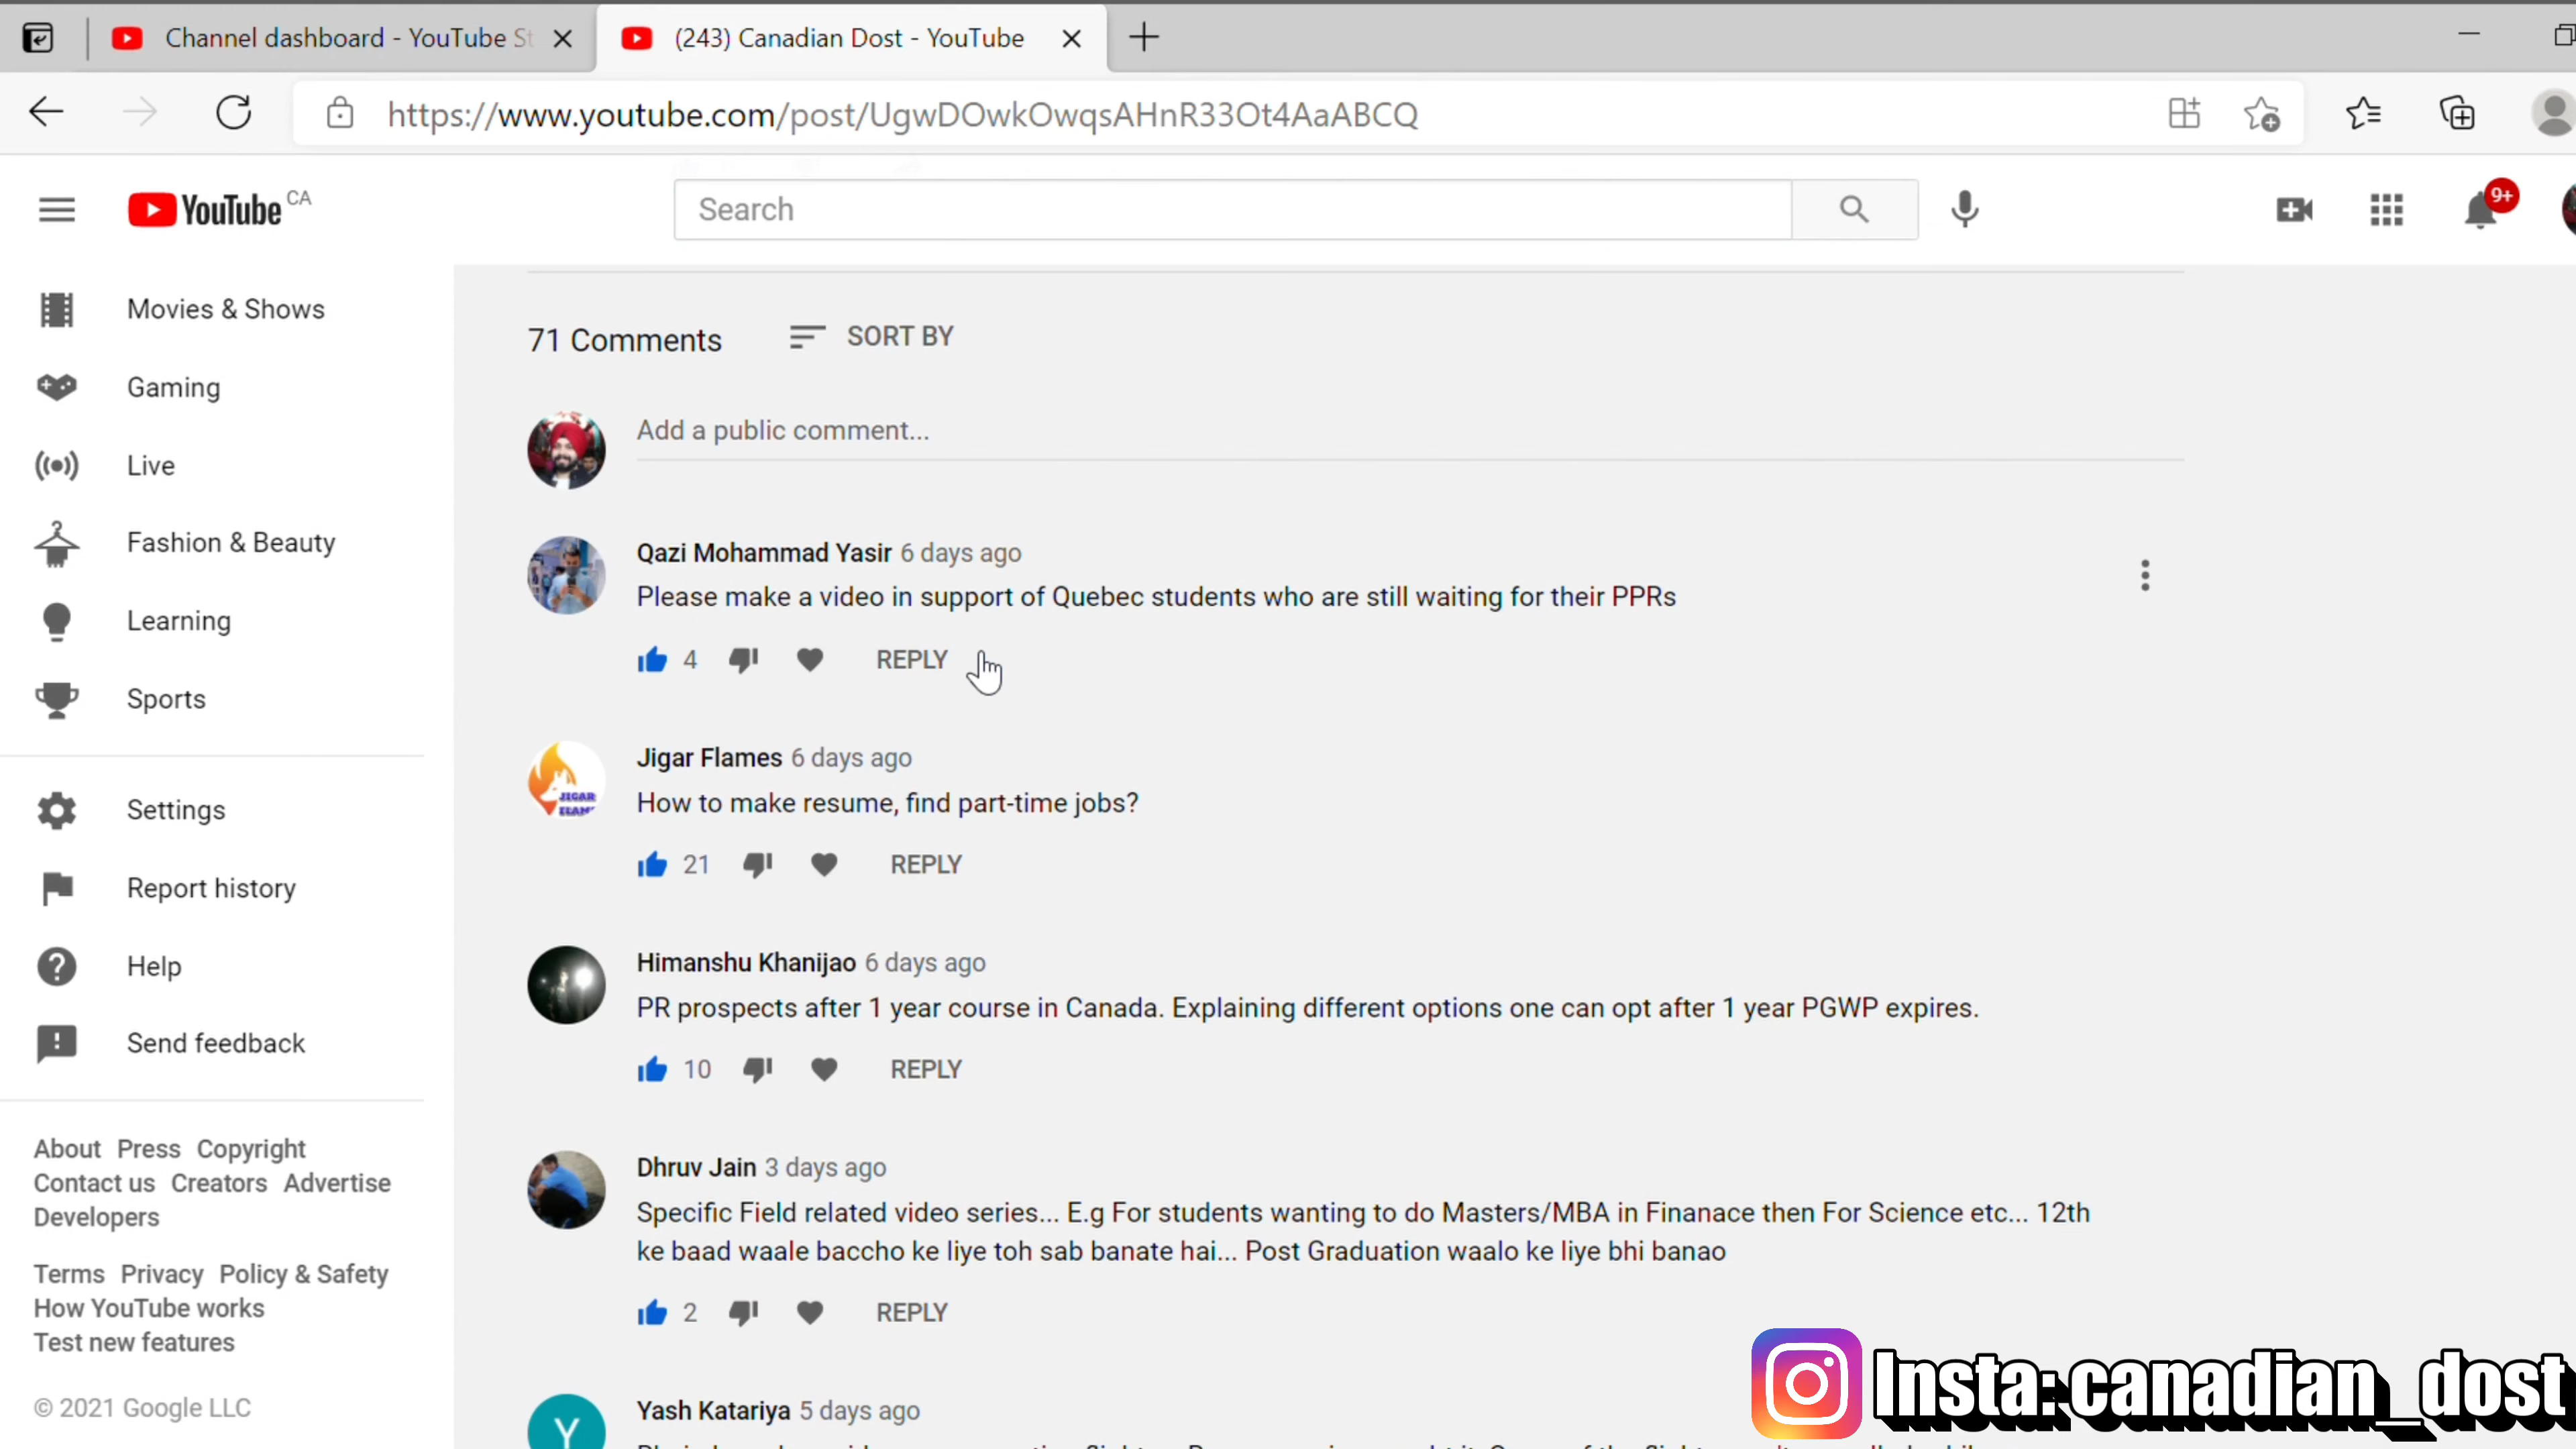 Channel dashboard - YouTube St
(243) Canadian Dost - YouTube
https://www.youtube.com/post/UgwDOwkOwqsAHnR33Ot4AaABCQ
YouTube CA
Search
9+
Movies & Shows
Gaming
Live
Fashion & Beauty
Learning
Sports
Settings
Report history
Help
Send feedback
About Press Copyright
Contact us Creators Advertise
Developers
Terms Privacy Policy & Safety
How YouTube works
Test new features
© 2021 Google LLC
71 Comments SORT BY
Add a public comment...
Qazi Mohammad Yasir 6 days ago
Please make a video in support of Quebec students who are still waiting for their PPRs
4 REPLY
JIGAR
Jigar Flames 6 days ago
How to make resume, find part-time jobs?
21 REPLY
Himanshu Khanijao 6 days ago
PR prospects after 1 year course in Canada. Explaining different options one can opt after 1 year PGWP expires.
10 REPLY
Dhruv Jain 3 days ago
Specific Field related video series... E.g For students wanting to do Masters/MBA in Finanace then For Science etc... 12th
ke baad waale baccho ke liye toh sab banate hai... Post Graduation waalo ke liye bhi banao
2 REPLY
Y
Yash Katariya 5 days ago
Insta:canadian_dost